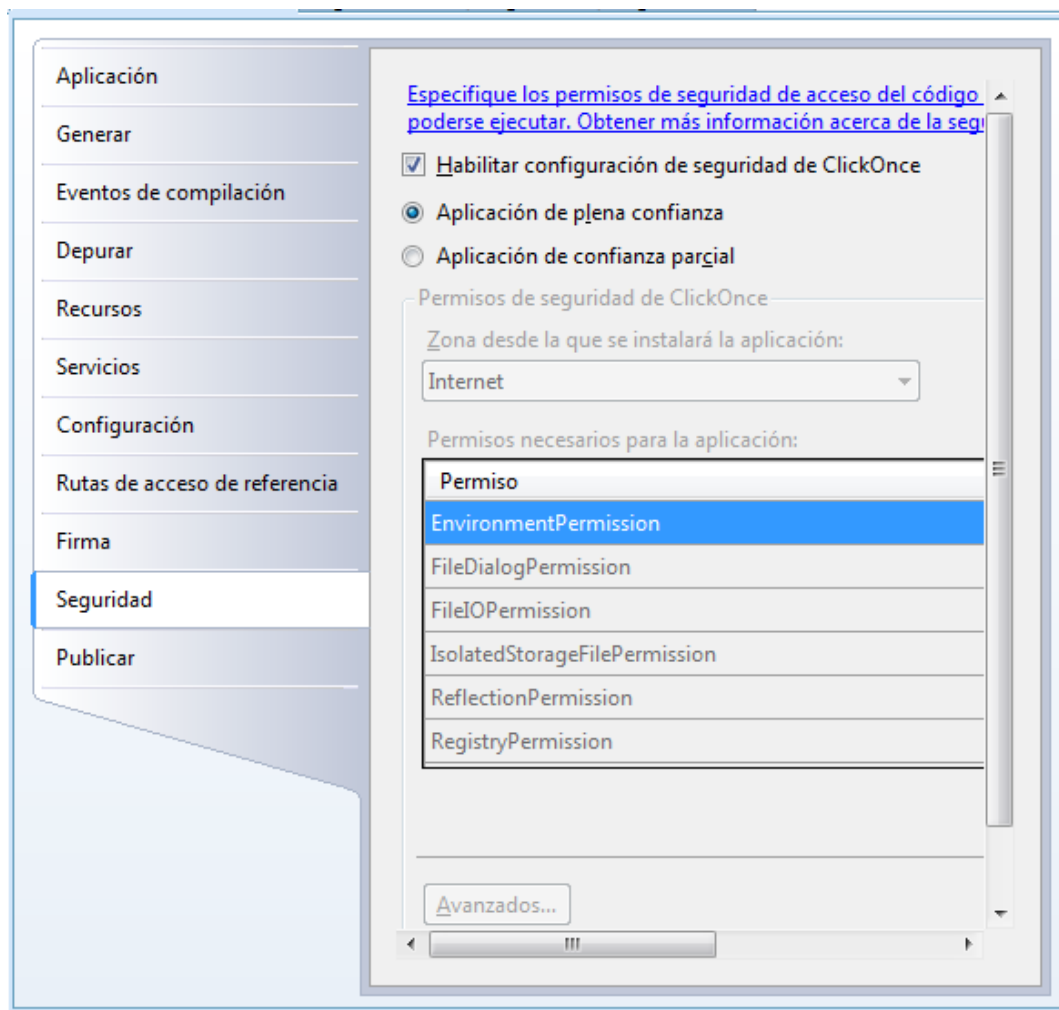 Aplicación
Generar
Eventos de compilación
Depurar
Recursos
Servicios
Configuración
Rutas de acceso de referencia
Firma
Seguridad
Publicar
Especifique los permisos de seguridad de acceso del código
poderse ejecutar. Obtener más información acerca de la
Habilitar configuración de seguridad de ClickOnce
Aplicación de plena confianza
Aplicación de confianza parcial
Permisos de seguridad de ClickOnce
Zona desde la que se instalará la aplicación:
Internet
Permisos necesarios para la aplicación:
Permiso
EnvironmentPermission
FileDialogPermission
FileIOPermission
IsolatedStorageFilePermission
ReflectionPermission
RegistryPermission
Avanzados...